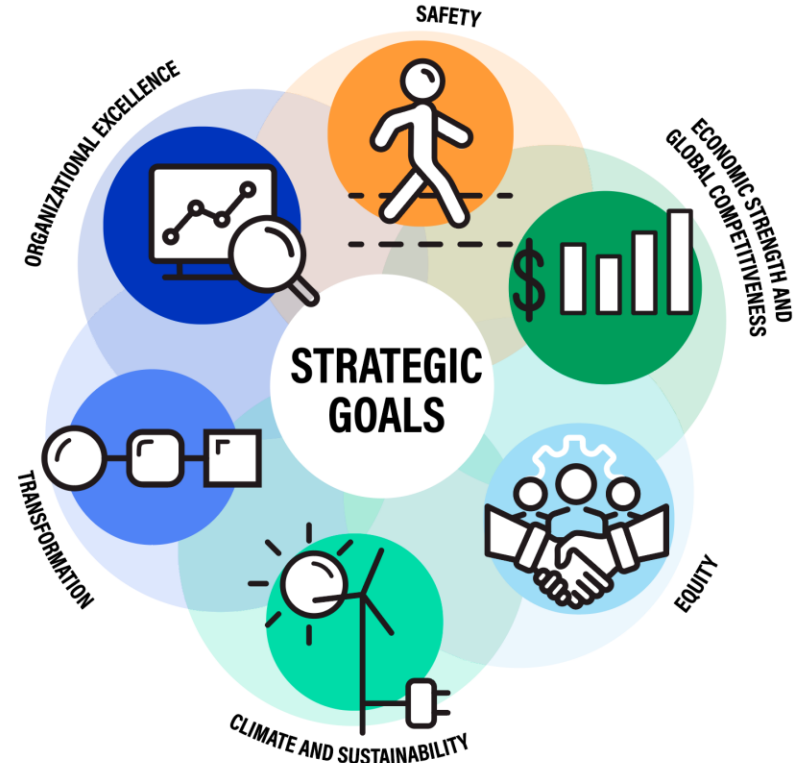 SAFETY
ECONOMIC STRENGTH AND
GLOBAL COMPETITIVENESS
EQUITY
CLIMATE AND SUSTAINABILITY
TRANSFORMATION
ORGANIZATIONAL EXCELLENCE
STRATEGIC
GOALS
$